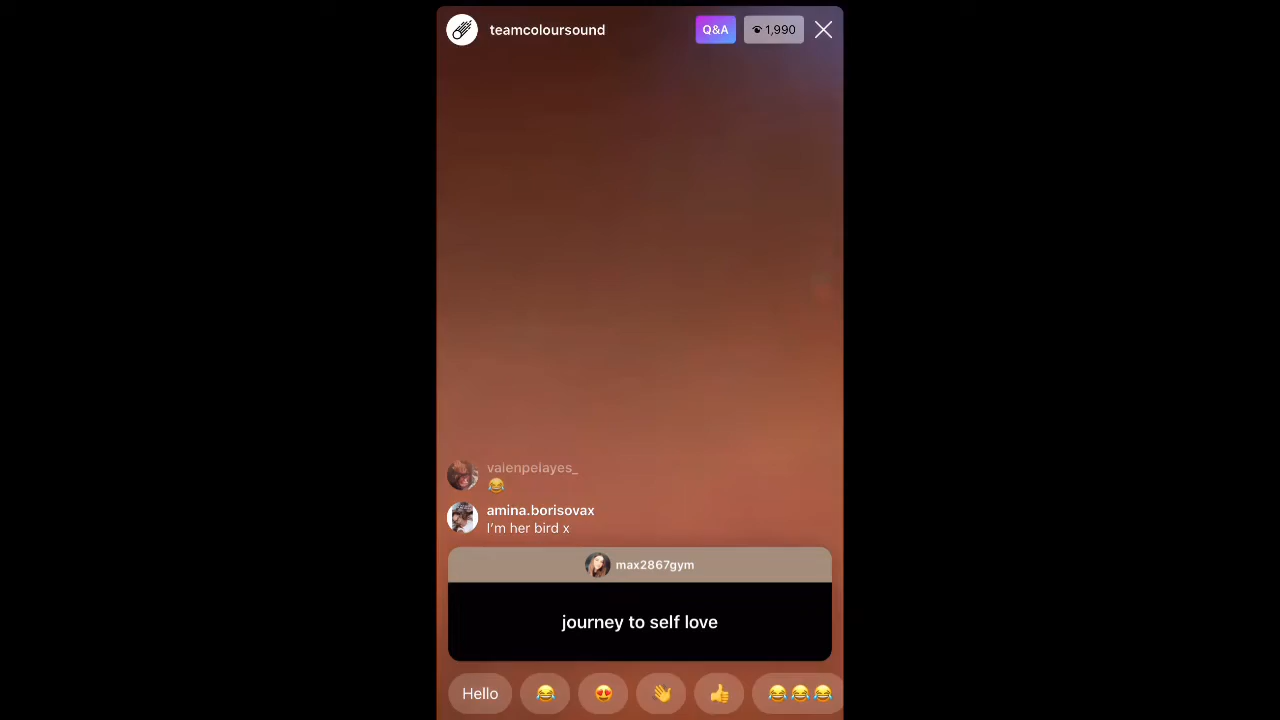 teamcoloursound
Q&A
1,990
valenpelayes_
😂
amina.borisovax
I'm her bird x
max2867gym
journey to self love
Hello
😂
😍
👋
👍
😂😂😂